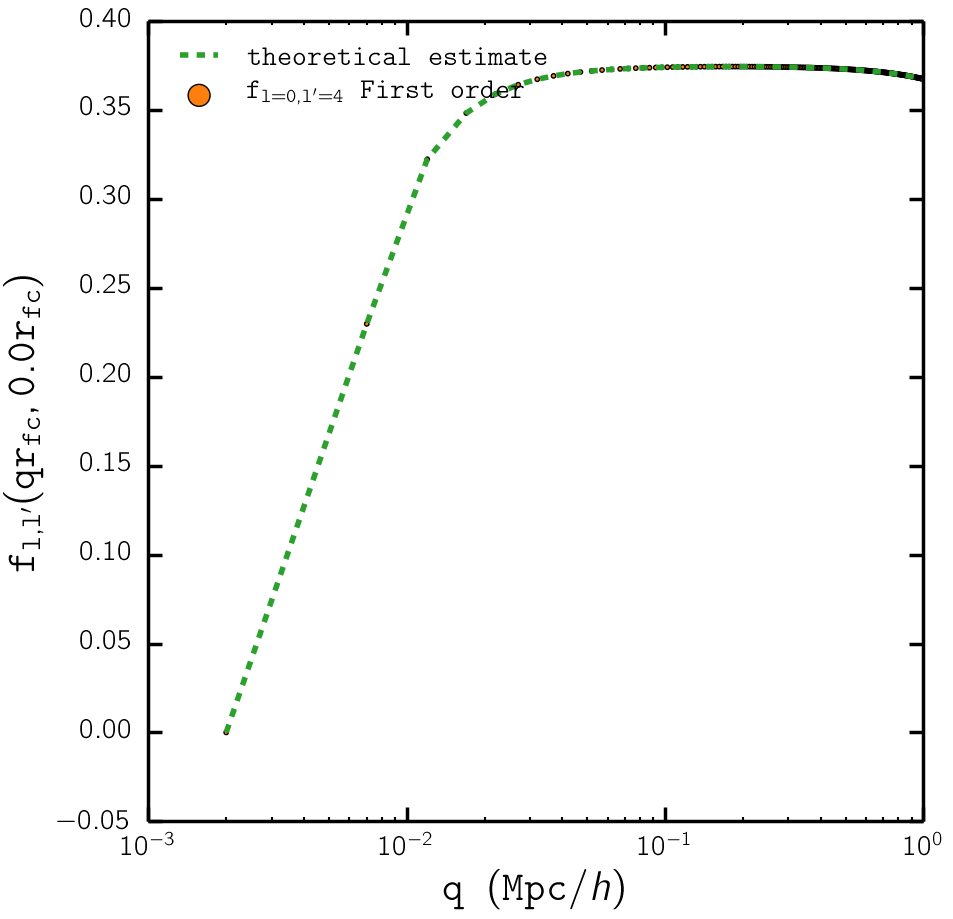 0.40
theoretical estimate
f_{l=0,l′=4} First order
0.35
0.30
0.25
0.20
0.15
0.10
0.05
0.00
−0.05
f_{l,l′}(qr_{fc}, 0.0r_{fc})
10^{−3} 10^{−2} 10^{−1} 10^{0}
q (Mpc/h)